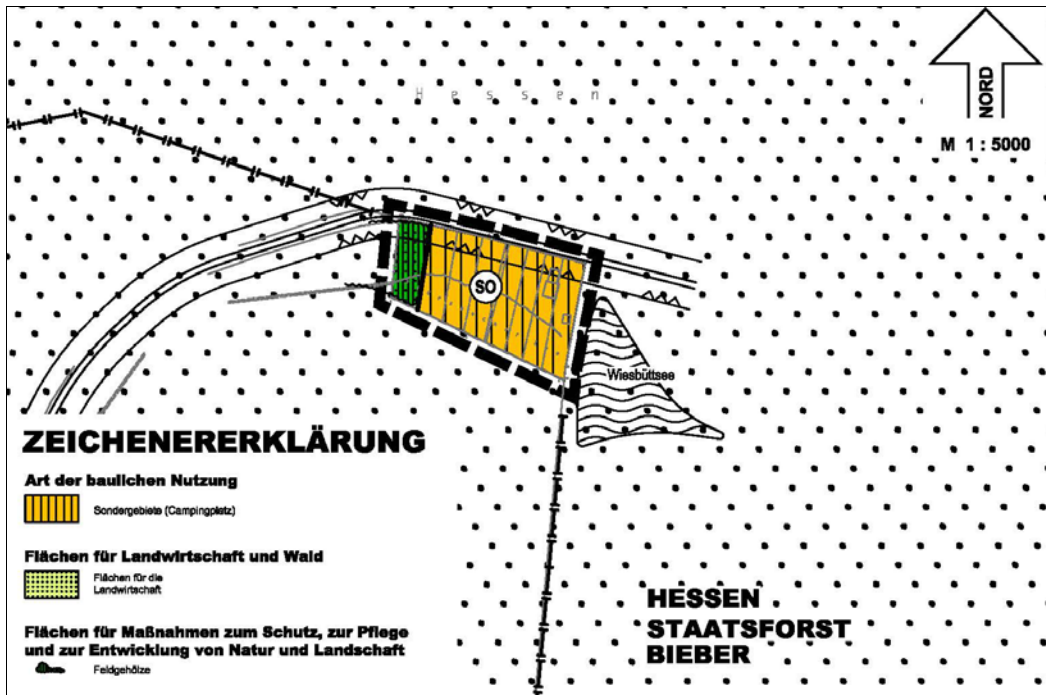 Hessen
NORD
M 1 : 5000
SO
Wiesbüttsee
ZEICHENERERKLÄRUNG
Art der baulichen Nutzung
Sondergebiete (Campingplatz)
Flächen für Landwirtschaft und Wald
Flächen für die
Landwirtschaft
Flächen für Maßnahmen zum Schutz, zur Pflege
und zur Entwicklung von Natur und Landschaft
Feldgehölze
HESSEN
STAATSFORST
BIEBER